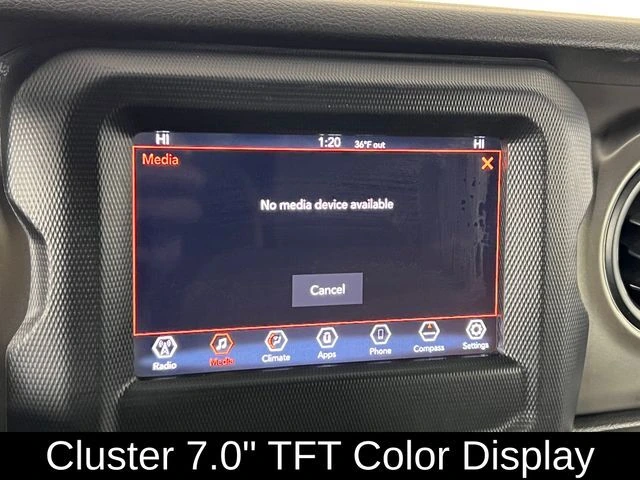 HI 1:20 36°F out HI
Media
No media device available
Cancel
Radio Media Climate Apps Phone Compass Settings
Cluster 7.0" TFT Color Display